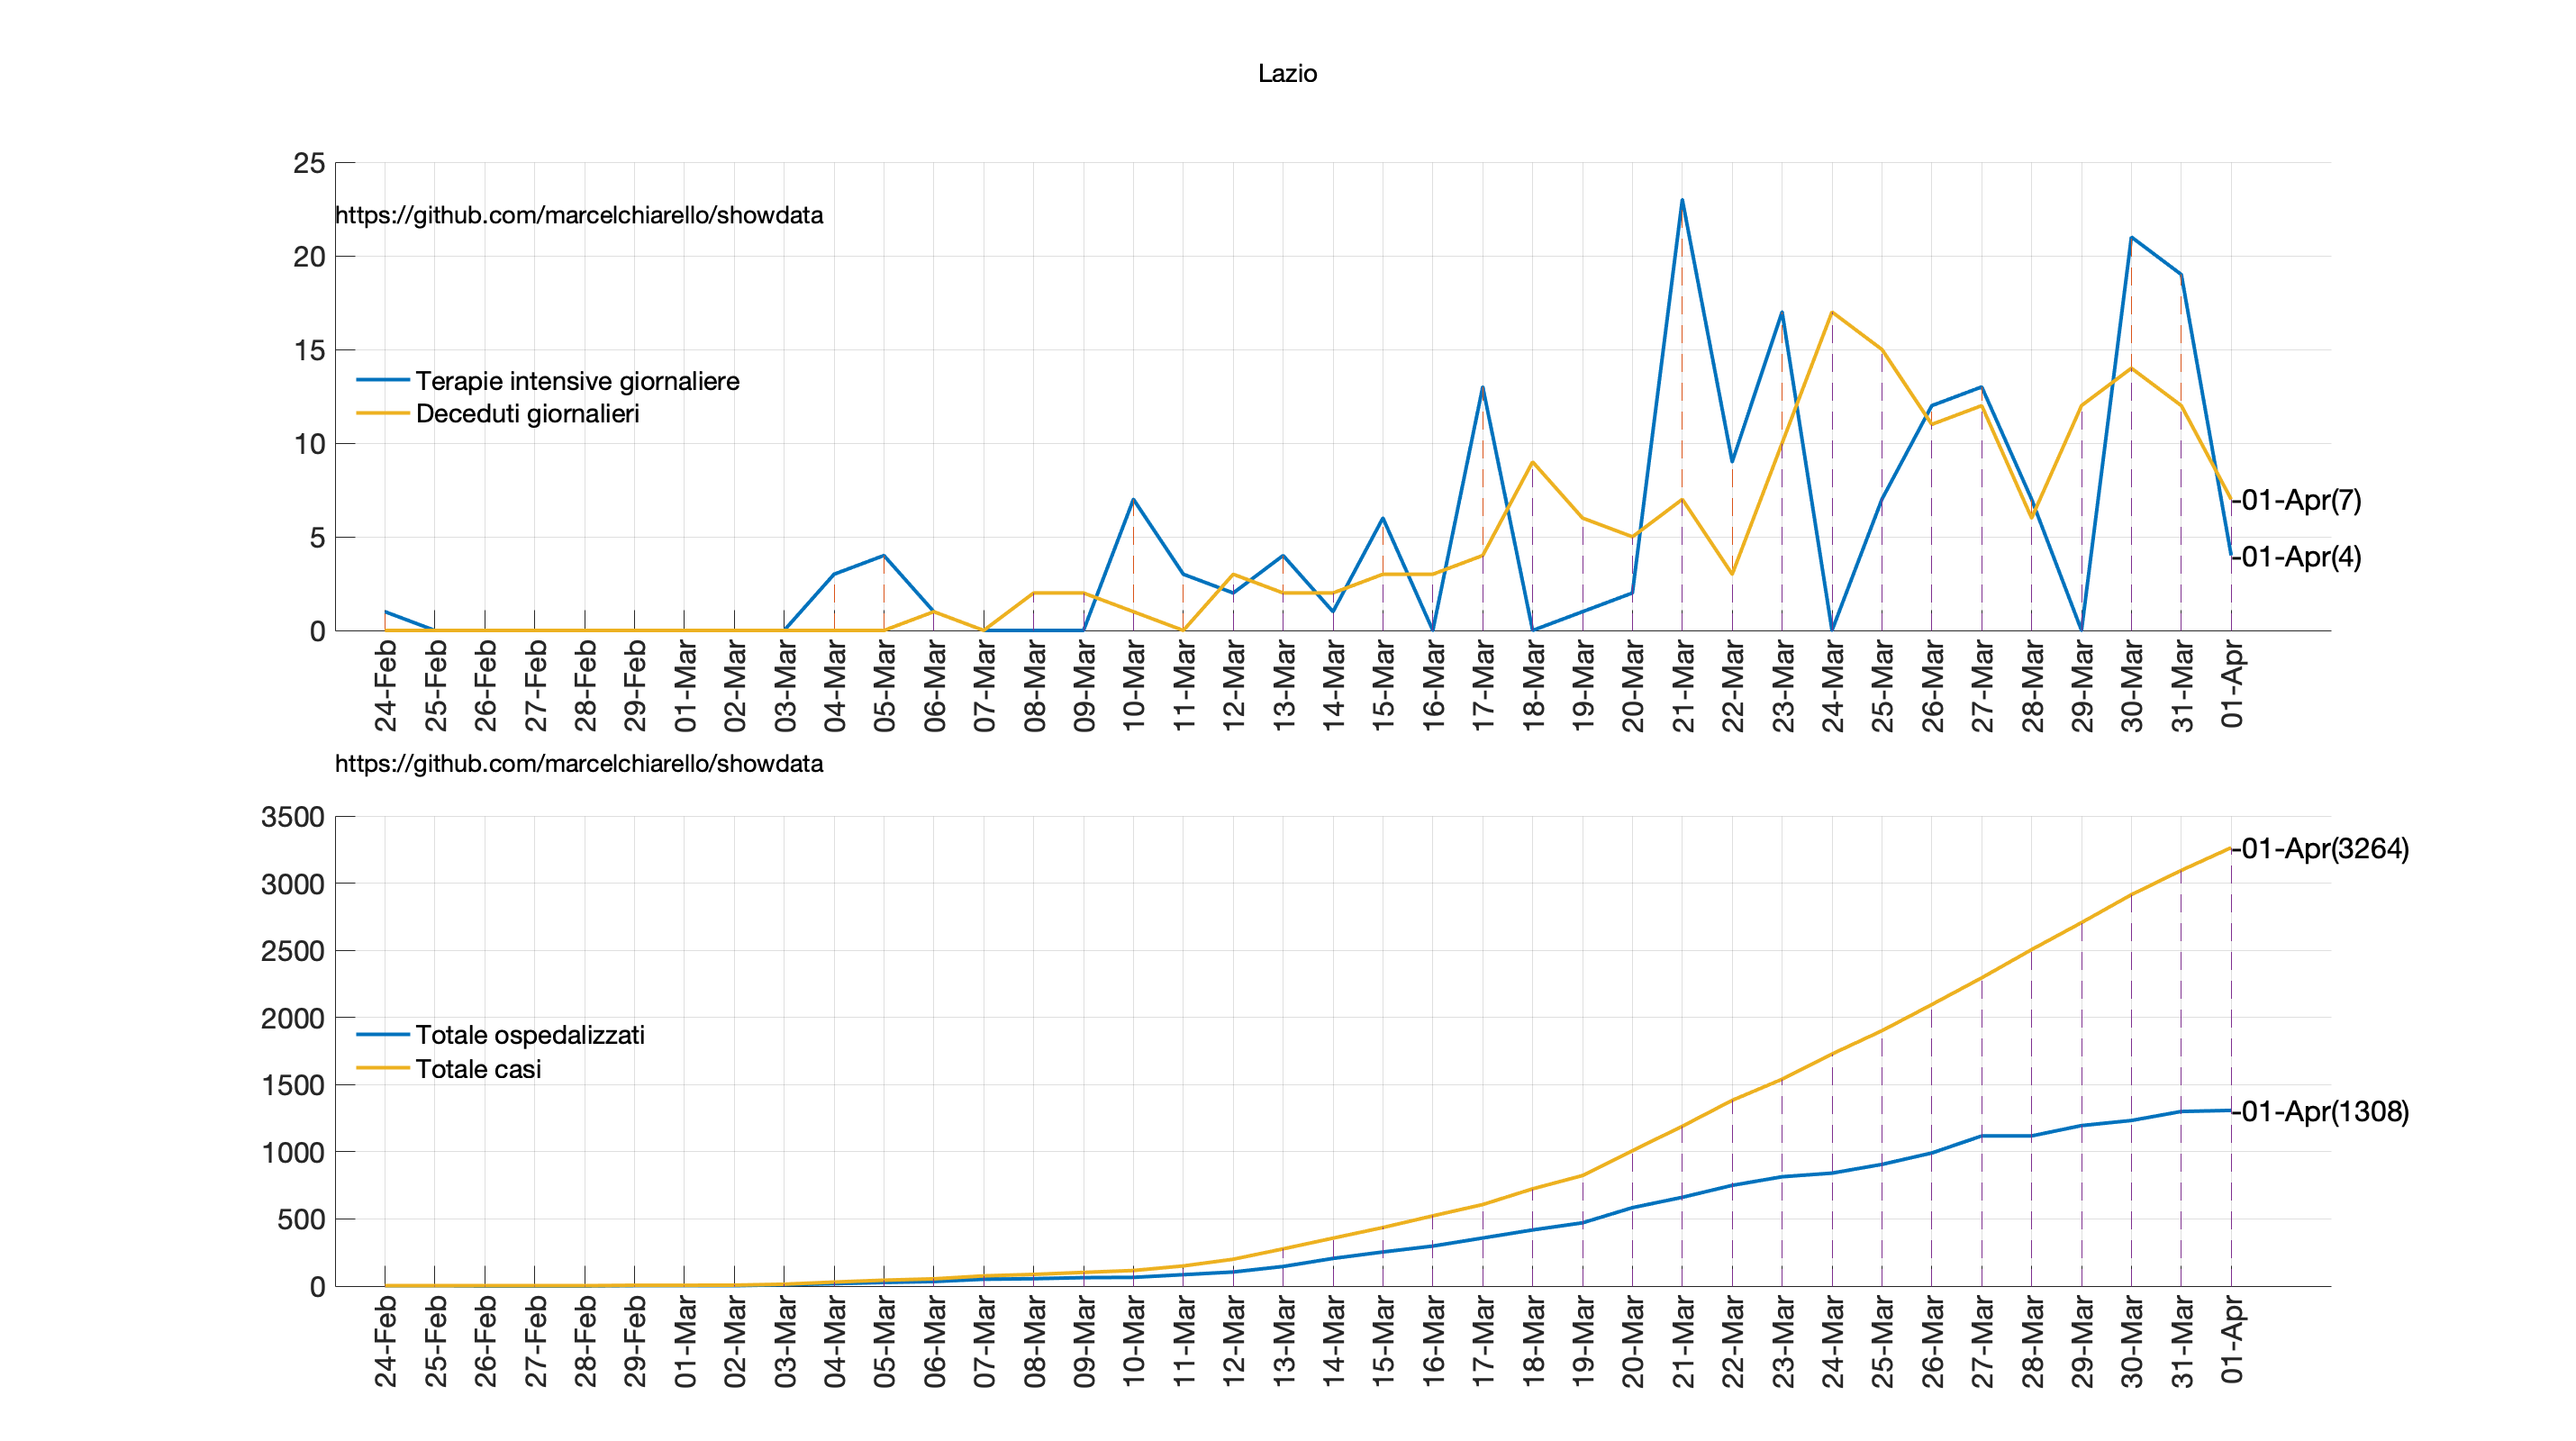 Lazio
25
https://github.com/marcelchiarello/showdata
20
15
Terapie intensive giornaliere
Deceduti giornalieri
10
-01-Apr(7)
5
-01-Apr(4)
0
24-Feb
25-Feb
26-Feb
27-Feb
28-Feb
29-Feb
01-Mar
02-Mar
03-Mar
04-Mar
05-Mar
06-Mar
07-Mar
08-Mar
09-Mar
10-Mar
11-Mar
12-Mar
13-Mar
14-Mar
15-Mar
16-Mar
17-Mar
18-Mar
19-Mar
20-Mar
21-Mar
22-Mar
23-Mar
24-Mar
25-Mar
26-Mar
27-Mar
28-Mar
29-Mar
30-Mar
31-Mar
01-Apr
https://github.com/marcelchiarello/showdata
3500
-01-Apr(3264)
3000
2500
2000
Totale ospedalizzati
Totale casi
1500
-01-Apr(1308)
1000
500
0
24-Feb
25-Feb
26-Feb
27-Feb
28-Feb
29-Feb
01-Mar
02-Mar
03-Mar
04-Mar
05-Mar
06-Mar
07-Mar
08-Mar
09-Mar
10-Mar
11-Mar
12-Mar
13-Mar
14-Mar
15-Mar
16-Mar
17-Mar
18-Mar
19-Mar
20-Mar
21-Mar
22-Mar
23-Mar
24-Mar
25-Mar
26-Mar
27-Mar
28-Mar
29-Mar
30-Mar
31-Mar
01-Apr